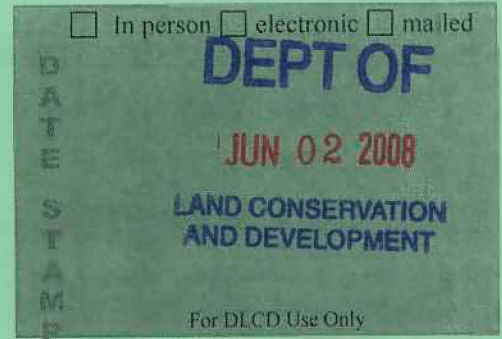 ☐ In person ☐ electronic ☐ mailed
DATE STAMP
DEPT OF
JUN 02 2008
LAND CONSERVATION
AND DEVELOPMENT
For DLCD Use Only